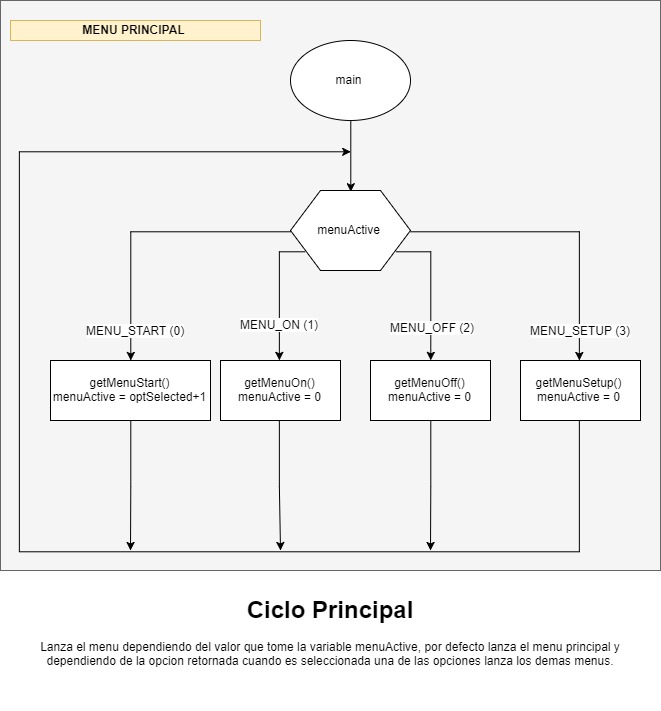 MENU PRINCIPAL
main
menuActive
MENU_START (0)
MENU_ON (1)
MENU_OFF (2)
MENU_SETUP (3)
getMenuStart()
menuActive = optSelected+1
getMenuOn()
menuActive = 0
getMenuOff()
menuActive = 0
getMenuSetup()
menuActive = 0
Ciclo Principal
Lanza el menu dependiendo del valor que tome la variable menuActive, por defecto lanza el menu principal y
dependiendo de la opcion retornada cuando es seleccionada una de las opciones lanza los demas menus.